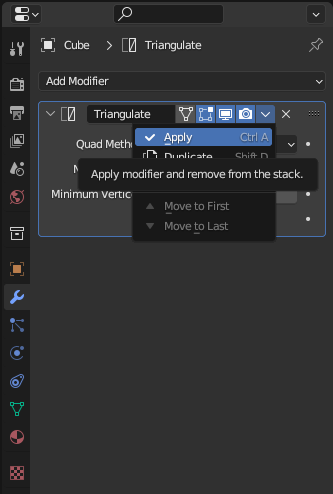 Cube > Triangulate
Add Modifier
Triangulate
Quad Metho
Apply Ctrl A
Duplicate Shift D
Apply modifier and remove from the stack.
Minimum Vertice
Move to First
Move to Last